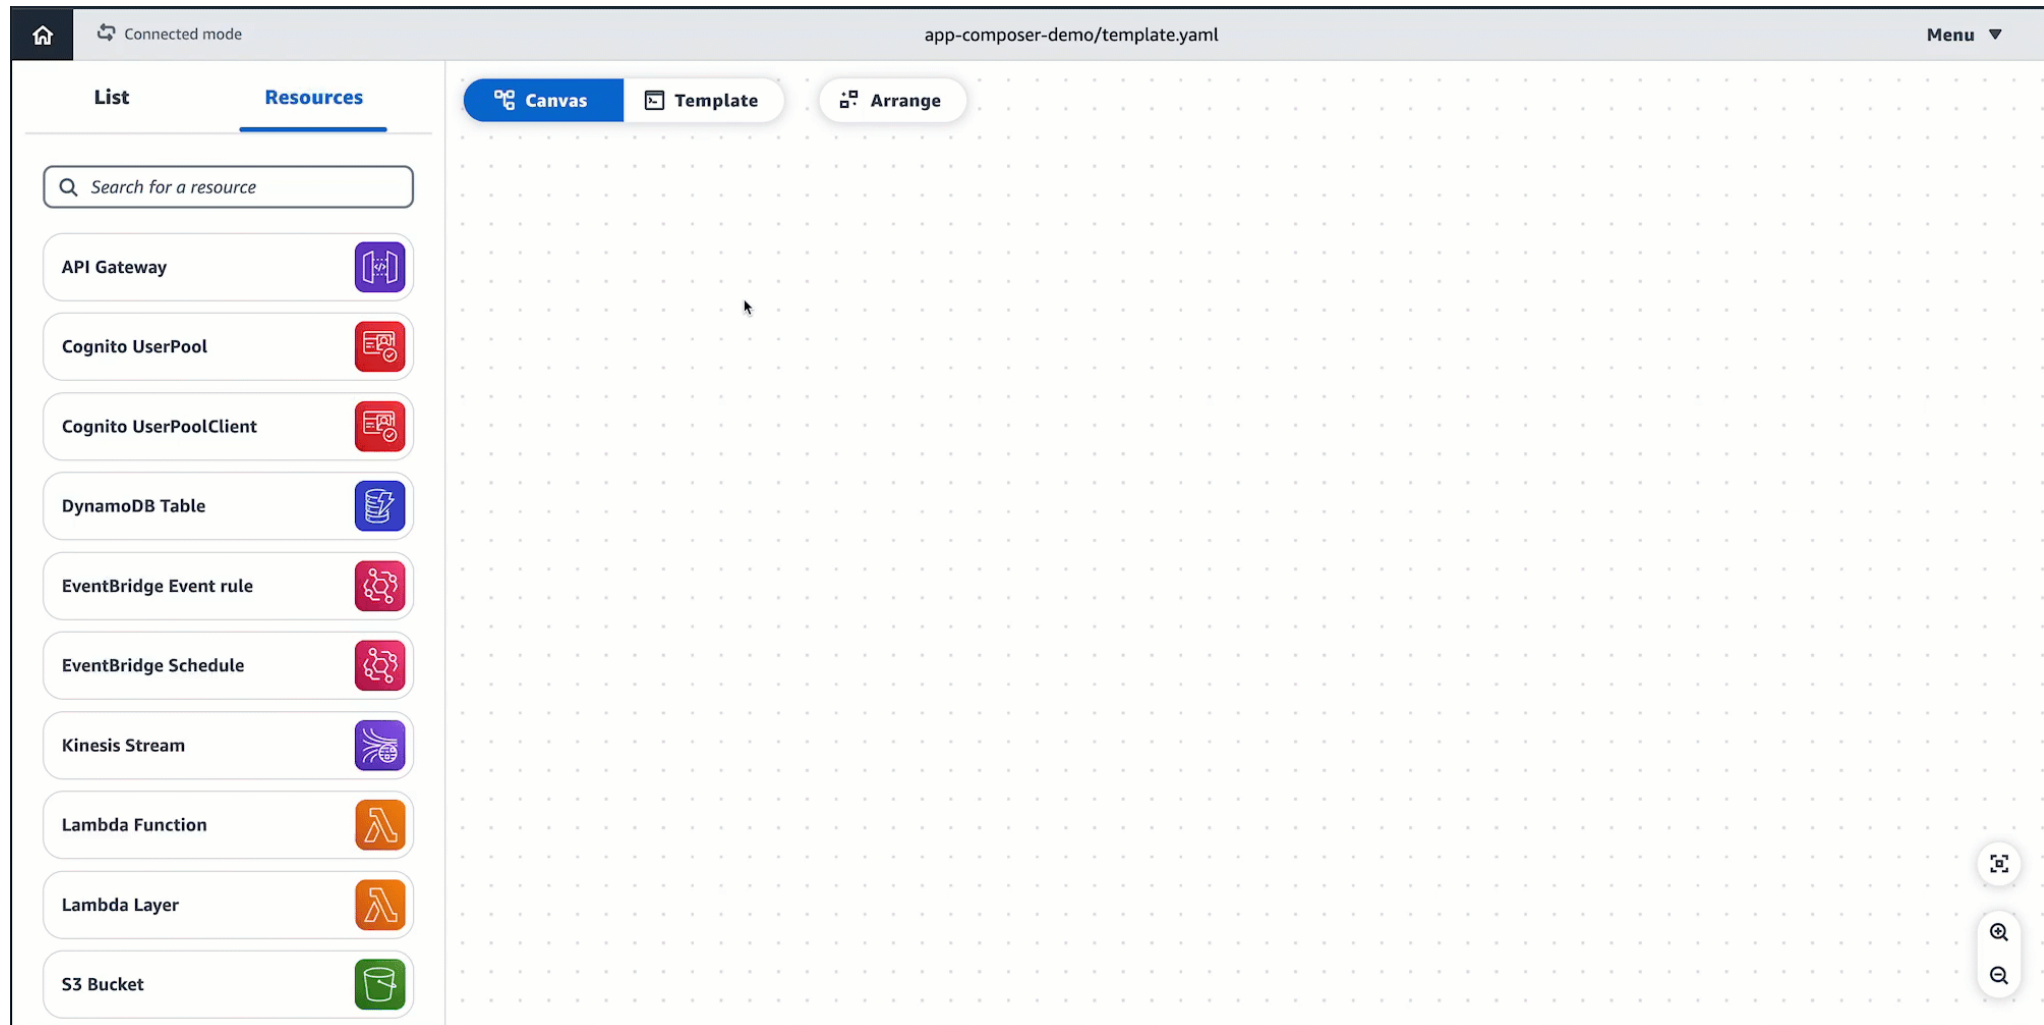 Connected mode
app-composer-demo/template.yaml
Menu
List
Resources
Canvas
Template
Arrange
Search for a resource
API Gateway
Cognito UserPool
Cognito UserPoolClient
DynamoDB Table
EventBridge Event rule
EventBridge Schedule
Kinesis Stream
Lambda Function
Lambda Layer
S3 Bucket